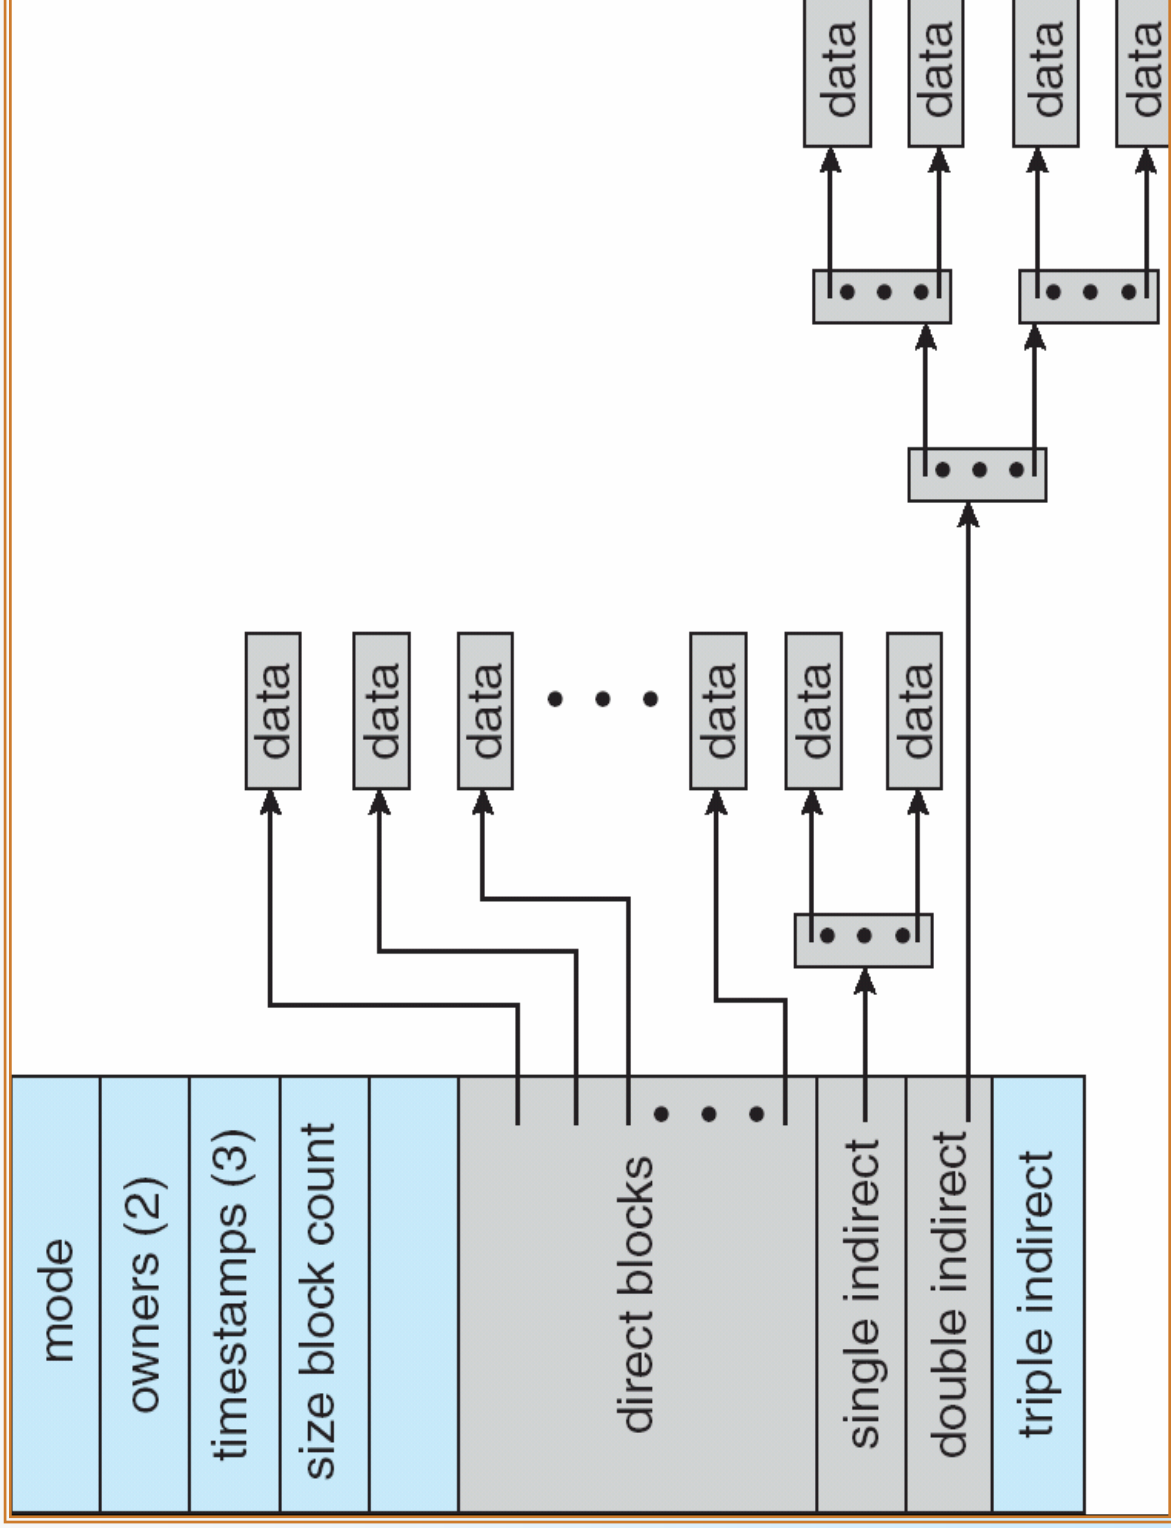 mode
owners (2)
timestamps (3)
size block count
direct blocks
single indirect
double indirect
triple indirect
data
data
data
data
data
data
data
data
data
data